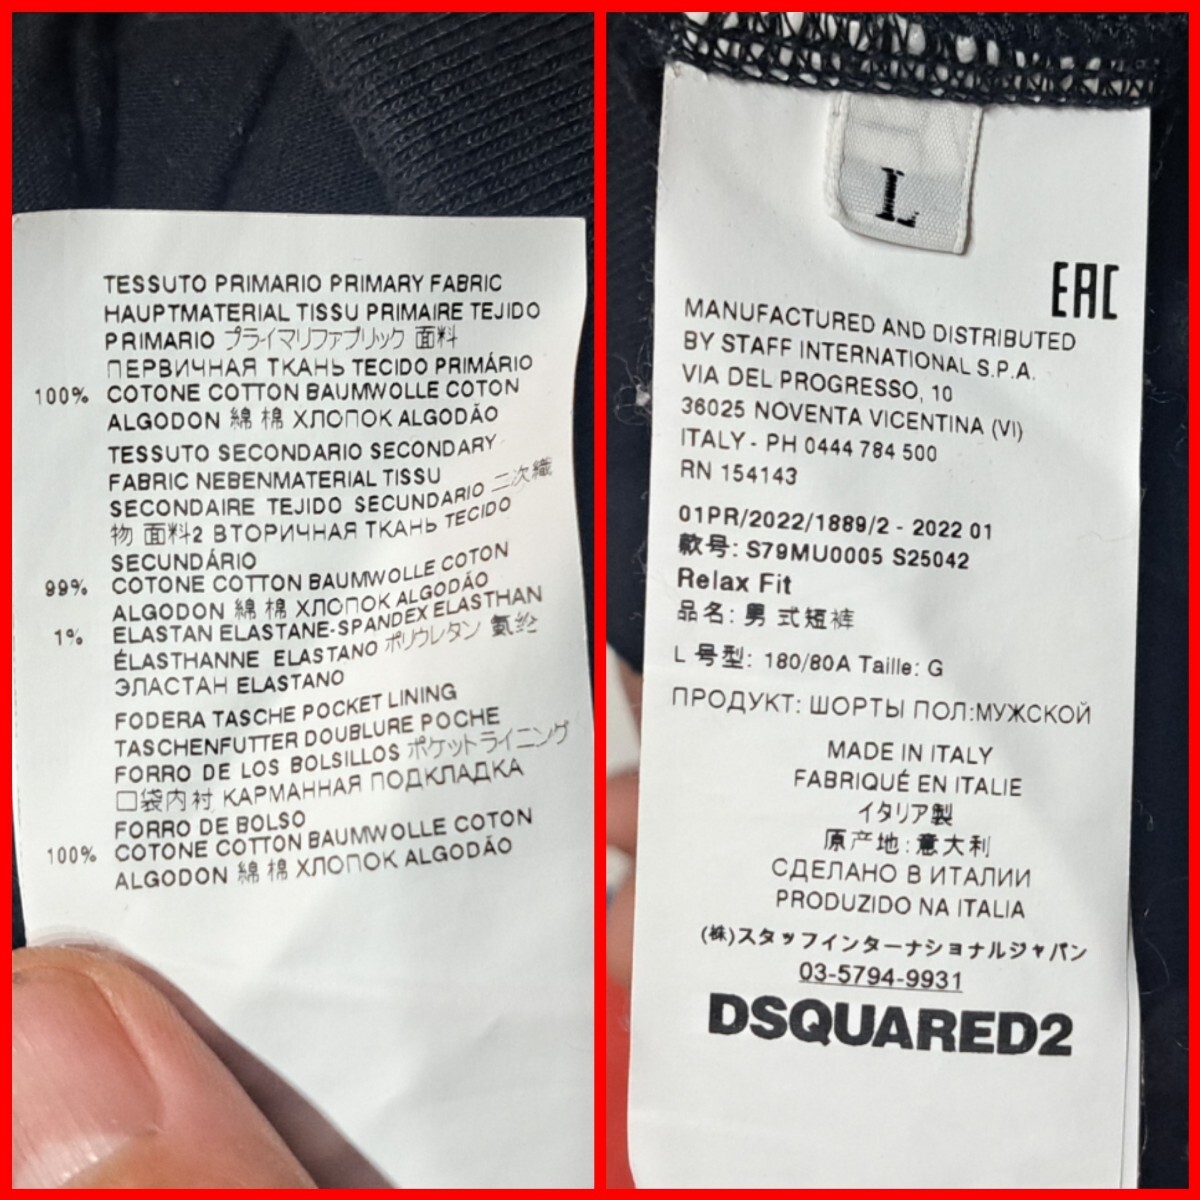 TESSUTO PRIMARIO PRIMARY FABRIC
HAUPTMATERIAL TISSU PRIMAIRE TEJIDO
PRIMARIO プライマリファブリック 面料
ПЕРВИЧНАЯ ТКАНЬ TECIDO PRIMÁRIO
100% COTONE COTTON BAUMWOLLE COTON
ALGODON 綿 棉 ХЛОПОК ALGODÃO
TESSUTO SECONDARIO SECONDARY
FABRIC NEBENMATERIAL TISSU
SECONDAIRE TEJIDO SECUNDARIO 二次織
物 面料2 ВТОРИЧНАЯ ТКАНЬ TECIDO
SECUNDÁRIO
99% COTONE COTTON BAUMWOLLE COTON
ALGODON 綿 棉 ХЛОПОК ALGODÃO
1% ELASTAN ELASTANE-SPANDEX ELASTHAN
ÉLASTHANNE ELASTANO ポリウレタン 氨纶
ЭЛАСТАН ELASTANO
FODERA TASCHE POCKET LINING
TASCHENFUTTER DOUBLURE POCHE
FORRO DE LOS BOLSILLOS ポケットライニング
口袋内衬 КАРМАННАЯ ПОДКЛАДКА
FORRO DE BOLSO
100% COTONE COTTON BAUMWOLLE COTON
ALGODON 綿 棉 ХЛОПОК ALGODÃO
L
EAC
MANUFACTURED AND DISTRIBUTED
BY STAFF INTERNATIONAL S.P.A.
VIA DEL PROGRESSO, 10
36025 NOVENTA VICENTINA (VI)
ITALY - PH 0444 784 500
RN 154143
01PR/2022/1889/2 - 2022 01
款号: S79MU0005 S25042
Relax Fit
品名: 男式短裤
L 号型: 180/80A Taille: G
ПРОДУКТ: ШОРТЫ ПОЛ:МУЖСКОЙ
MADE IN ITALY
FABRIQUÉ EN ITALIE
イタリア製
原产地: 意大利
СДЕЛАНО В ИТАЛИИ
PRODUZIDO NA ITALIA
(株)スタッフインターナショナルジャパン
03-5794-9931
DSQUARED2